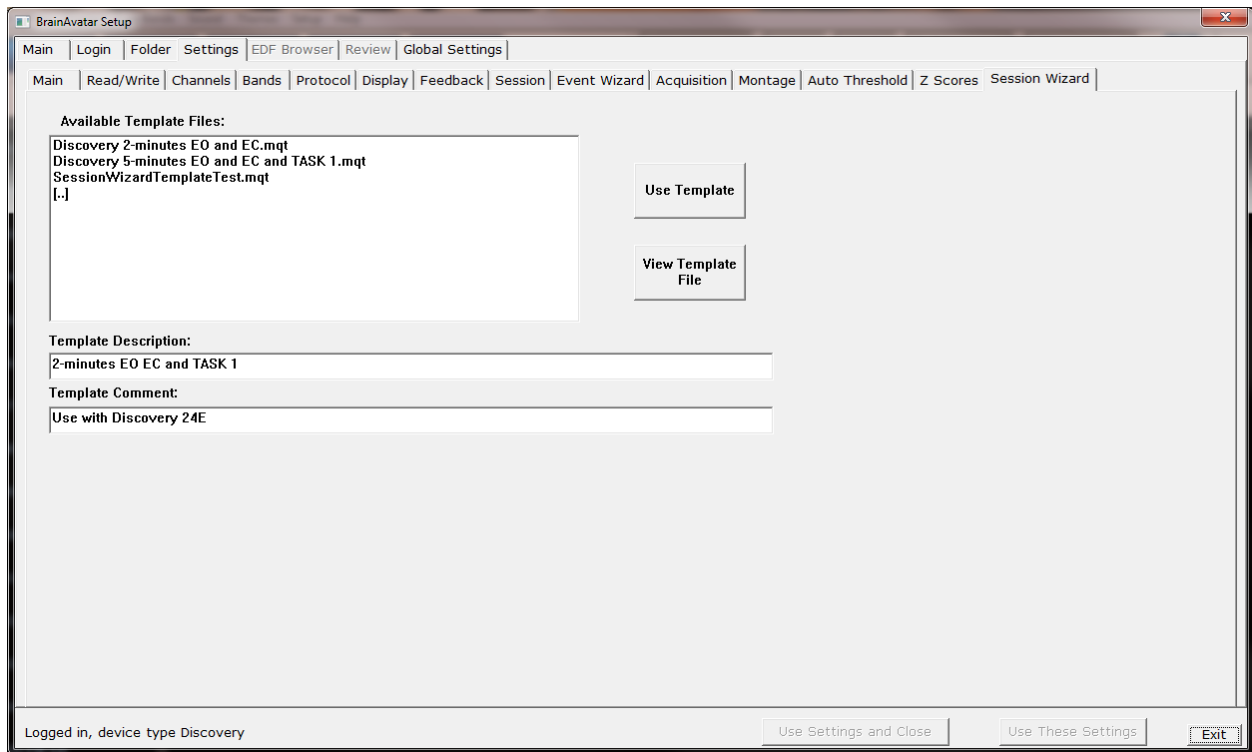 BrainAvatar Setup
Main Login Folder Settings EDF Browser Review Global Settings
Main Read/Write Channels Bands Protocol Display Feedback Session Event Wizard Acquisition Montage Auto Threshold Z Scores Session Wizard
Available Template Files:
Discovery 2-minutes EO and EC.mqt
Discovery 5-minutes EO and EC and TASK 1.mqt
SessionWizardTemplateTest.mqt
[..]
Use Template
View Template
File
Template Description:
2-minutes EO EC and TASK 1
Template Comment:
Use with Discovery 24E
Logged in, device type Discovery
Use Settings and Close
Use These Settings
Exit